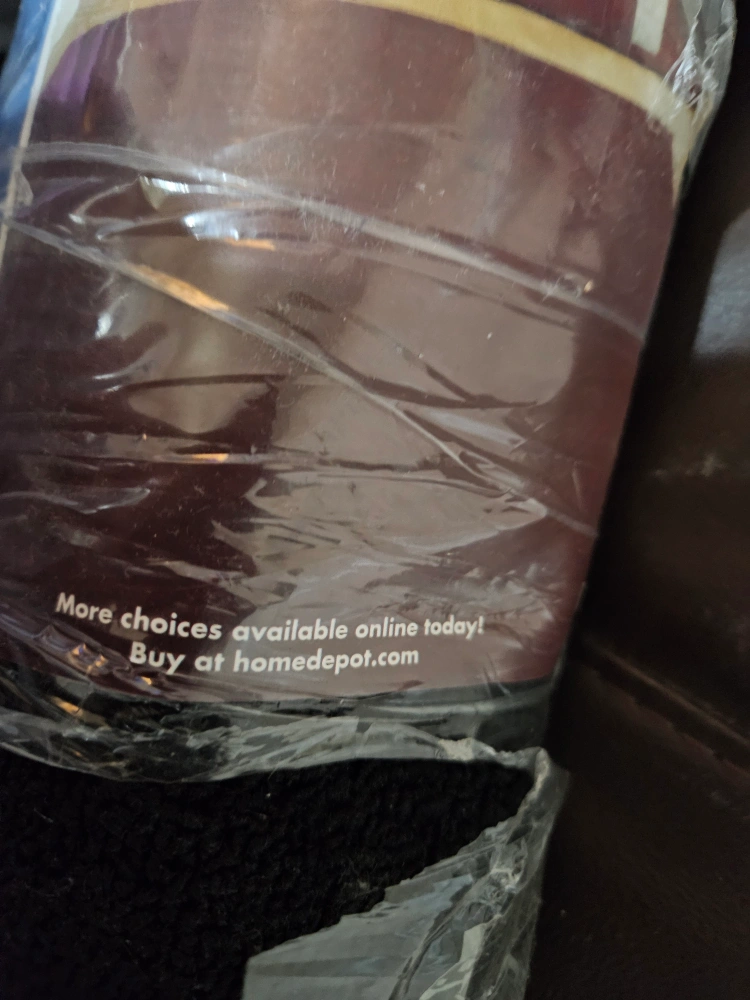 More choices available online today!
Buy at homedepot.com